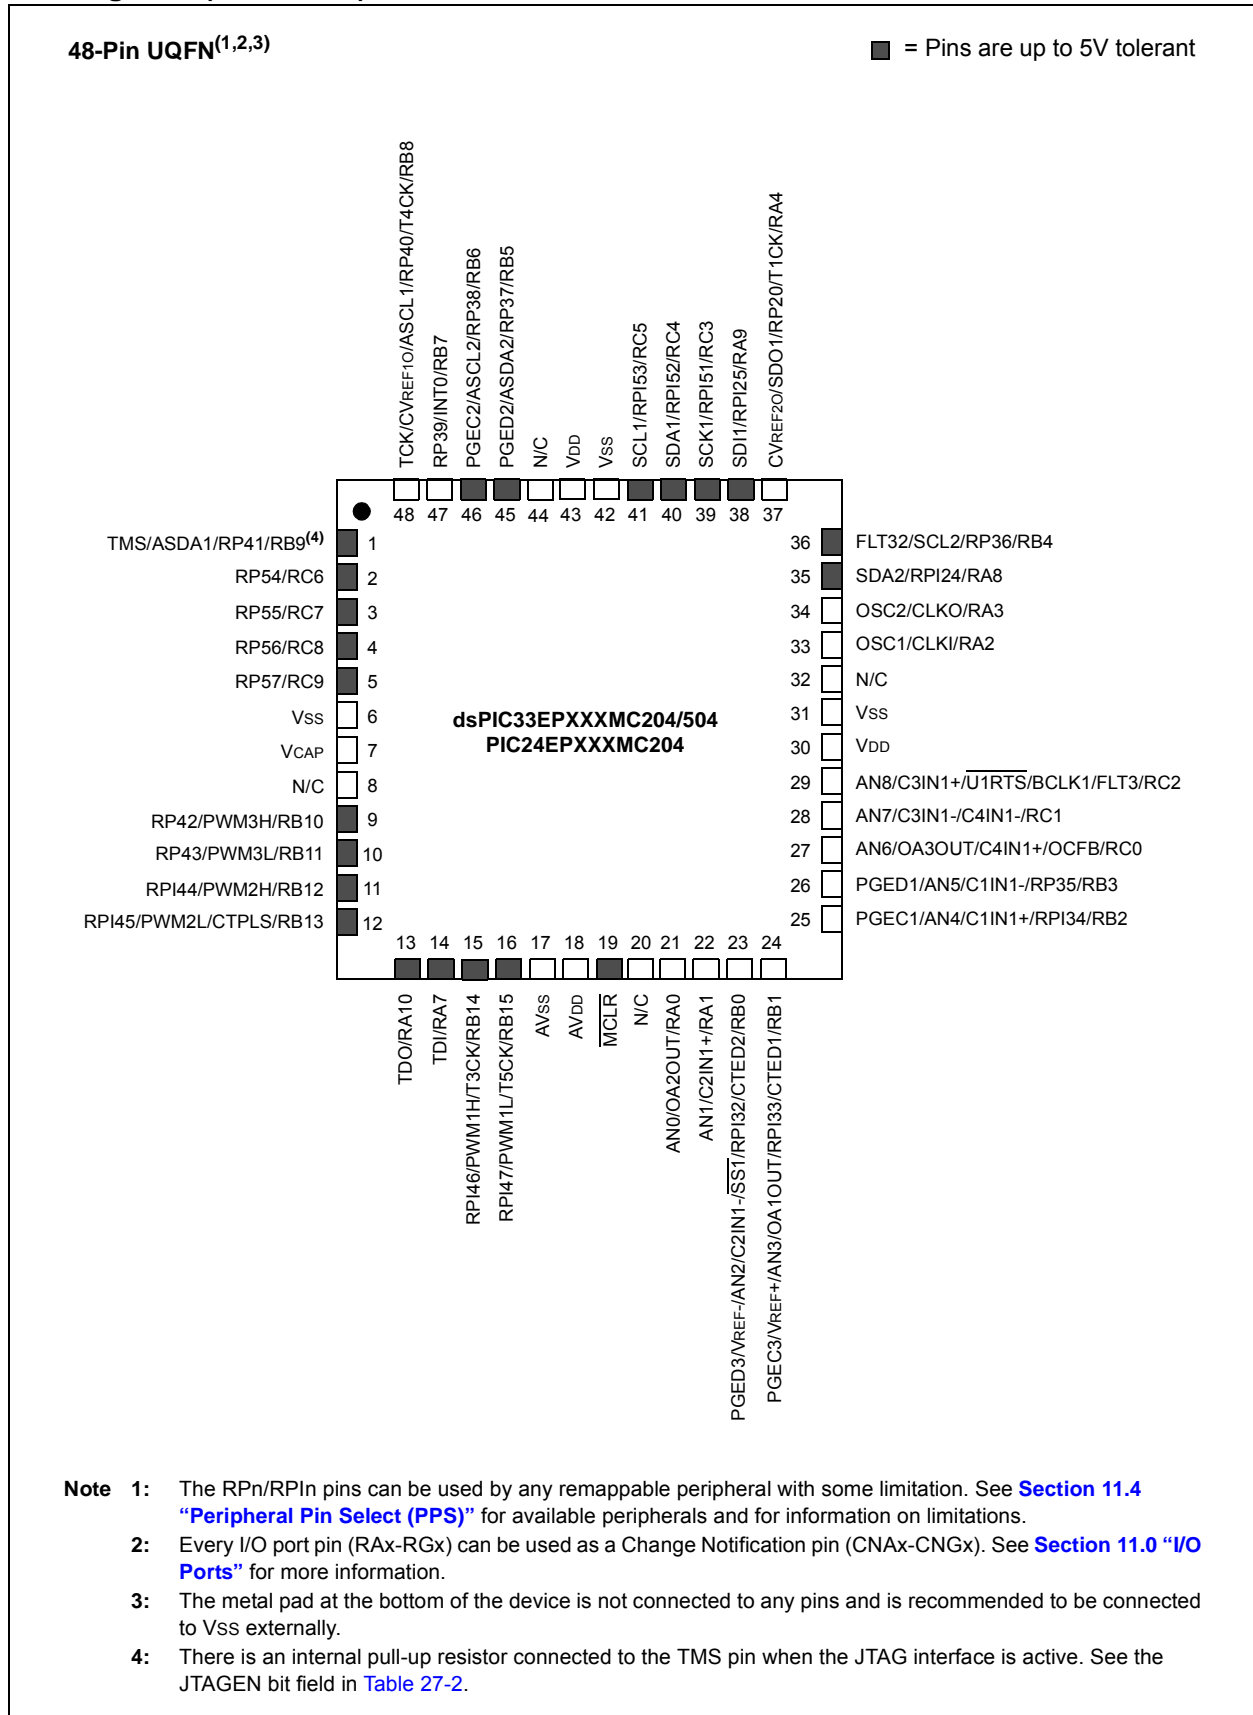 48-Pin UQFN(1,2,3)
= Pins are up to 5V tolerant
TCK/CVREF1O/ASCL1/RP40/T4CK/RB8
RP39/INT0/RB7
PGEC2/ASCL2/RP38/RB6
PGED2/ASDA2/RP37/RB5
N/C
VDD
VSS
SCL1/RPI53/RC5
SDA1/RPI52/RC4
SCK1/RPI51/RC3
SDI1/RPI25/RA9
CVREF2O/SDO1/RP20/T1CK/RA4
48 47 46 45 44 43 42 41 40 39 38 37
TMS/ASDA1/RP41/RB9(4) 1
RP54/RC6 2
RP55/RC7 3
RP56/RC8 4
RP57/RC9 5
VSS 6
VCAP 7
N/C 8
RP42/PWM3H/RB10 9
RP43/PWM3L/RB11 10
RPI44/PWM2H/RB12 11
RPI45/PWM2L/CTPLS/RB13 12
dsPIC33EPXXXMC204/504
PIC24EPXXXMC204
36 FLT32/SCL2/RP36/RB4
35 SDA2/RPI24/RA8
34 OSC2/CLKO/RA3
33 OSC1/CLKI/RA2
32 N/C
31 VSS
30 VDD
29 AN8/C3IN1+/U1RTS/BCLK1/FLT3/RC2
28 AN7/C3IN1-/C4IN1-/RC1
27 AN6/OA3OUT/C4IN1+/OCFB/RC0
26 PGED1/AN5/C1IN1-/RP35/RB3
25 PGEC1/AN4/C1IN1+/RPI34/RB2
13 14 15 16 17 18 19 20 21 22 23 24
TDO/RA10
TDI/RA7
RPI46/PWM1H/T3CK/RB14
RPI47/PWM1L/T5CK/RB15
AVSS
AVDD
MCLR
N/C
AN0/OA2OUT/RA0
AN1/C2IN1+/RA1
PGED3/VREF-/AN2/C2IN1-/SS1/RPI32/CTED2/RB0
PGEC3/VREF+/AN3/OA1OUT/RPI33/CTED1/RB1
Note 1: The RPn/RPIn pins can be used by any remappable peripheral with some limitation. See Section 11.4
“Peripheral Pin Select (PPS)” for available peripherals and for information on limitations.
2: Every I/O port pin (RAx-RGx) can be used as a Change Notification pin (CNAx-CNGx). See Section 11.0 “I/O
Ports” for more information.
3: The metal pad at the bottom of the device is not connected to any pins and is recommended to be connected
to VSS externally.
4: There is an internal pull-up resistor connected to the TMS pin when the JTAG interface is active. See the
JTAGEN bit field in Table 27-2.